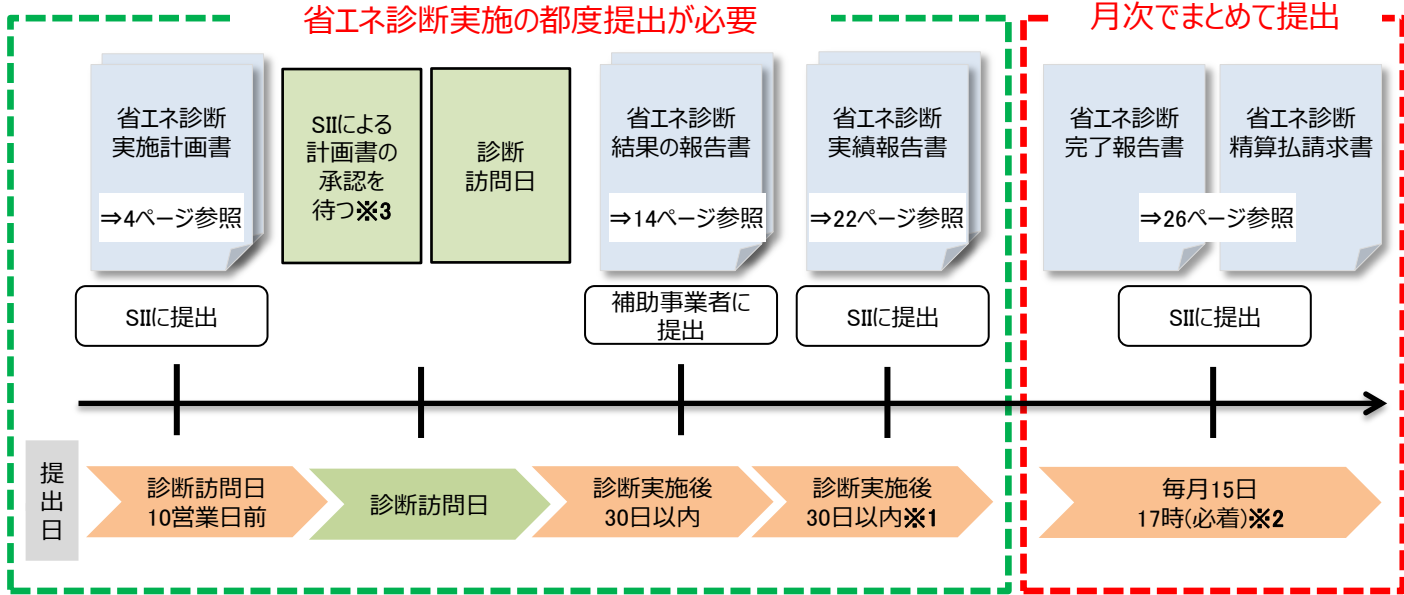 省エネ診断実施の都度提出が必要
月次でまとめて提出
省エネ診断
実施計画書
⇒4ページ参照
SIIによる
計画書の
承認を
待つ※3
診断
訪問日
省エネ診断
結果の報告書
⇒14ページ参照
省エネ診断
実績報告書
⇒22ページ参照
省エネ診断
完了報告書
省エネ診断
精算払請求書
⇒26ページ参照
SIIに提出
補助事業者に
提出
SIIに提出
SIIに提出
提
出
日
診断訪問日
10営業日前
診断訪問日
診断実施後
30日以内
診断実施後
30日以内※1
毎月15日
17時(必着)※2